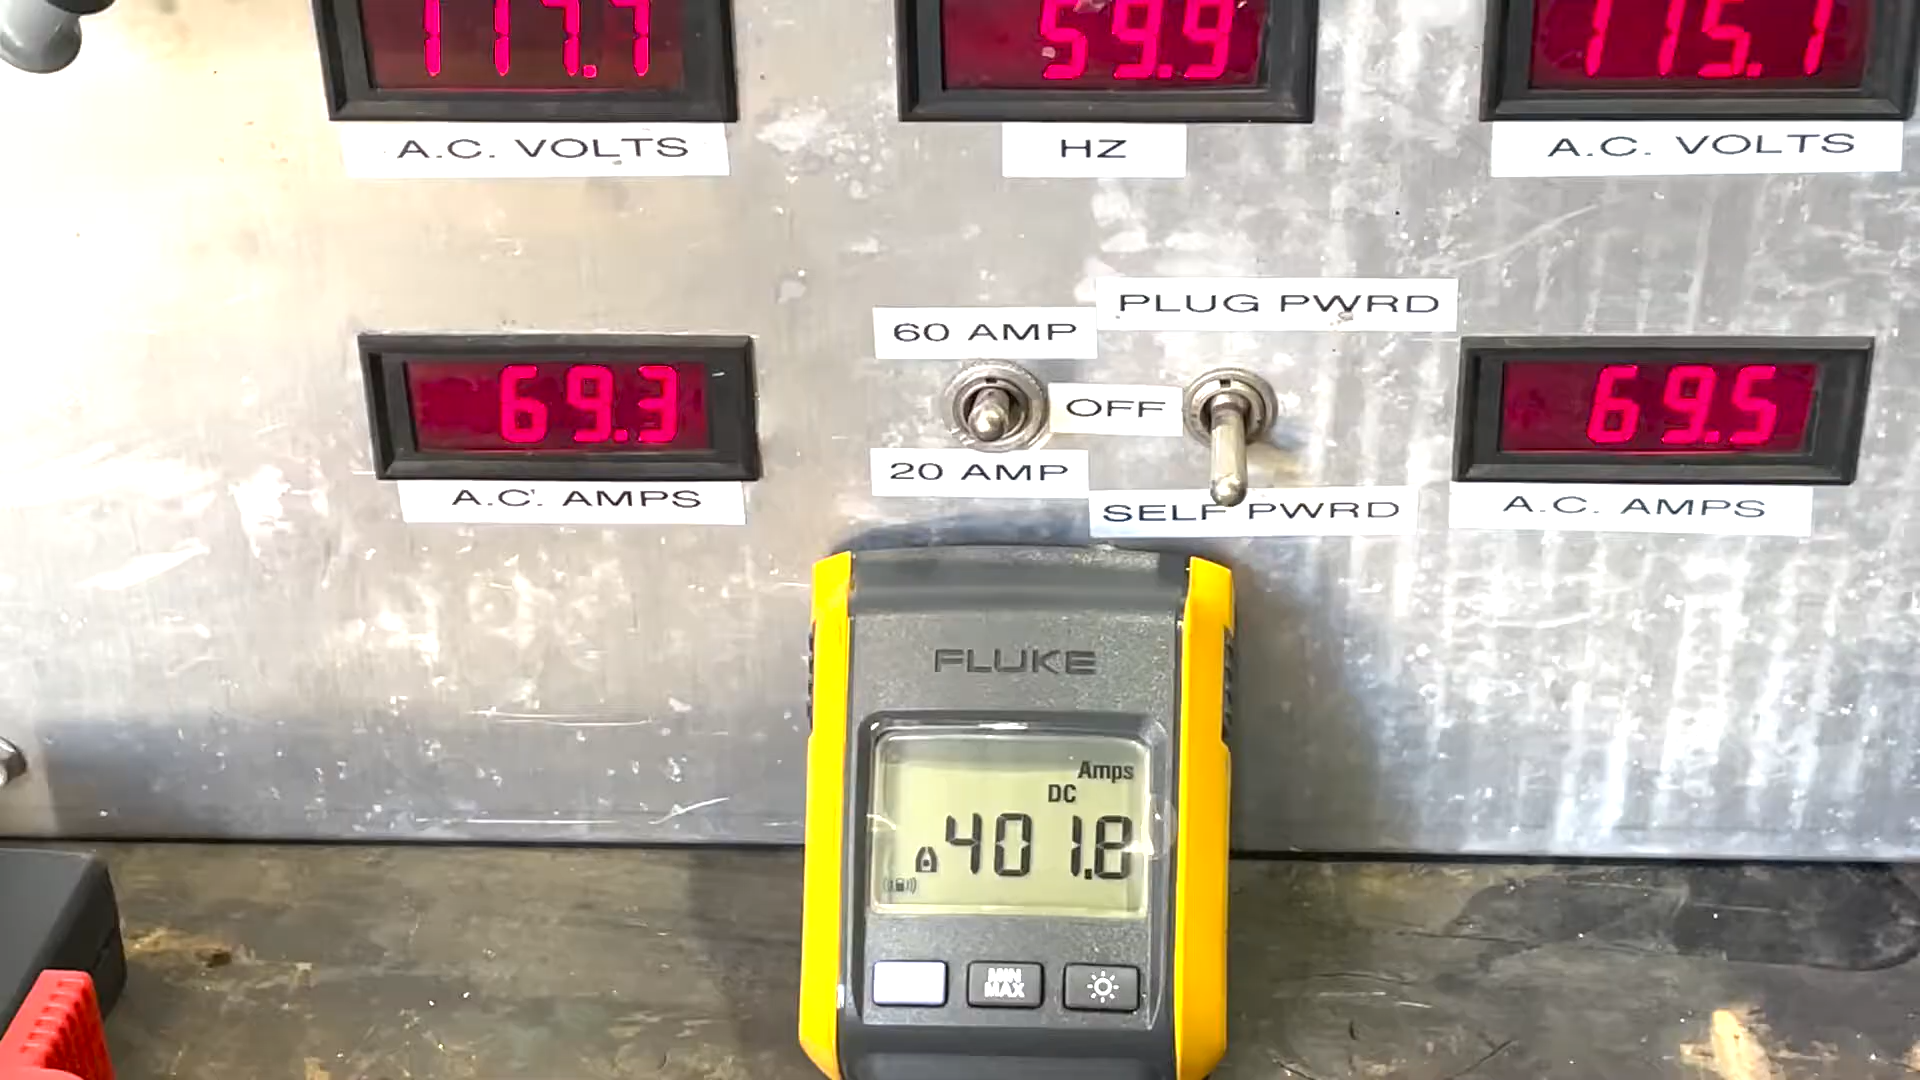 117.7
59.9
115.1
A.C. VOLTS
HZ
A.C. VOLTS
PLUG PWRD
60 AMP
69.3
OFF
69.5
20 AMP
A.C. AMPS
SELF PWRD
A.C. AMPS
FLUKE
Amps
DC
401.8
MIN
MAX